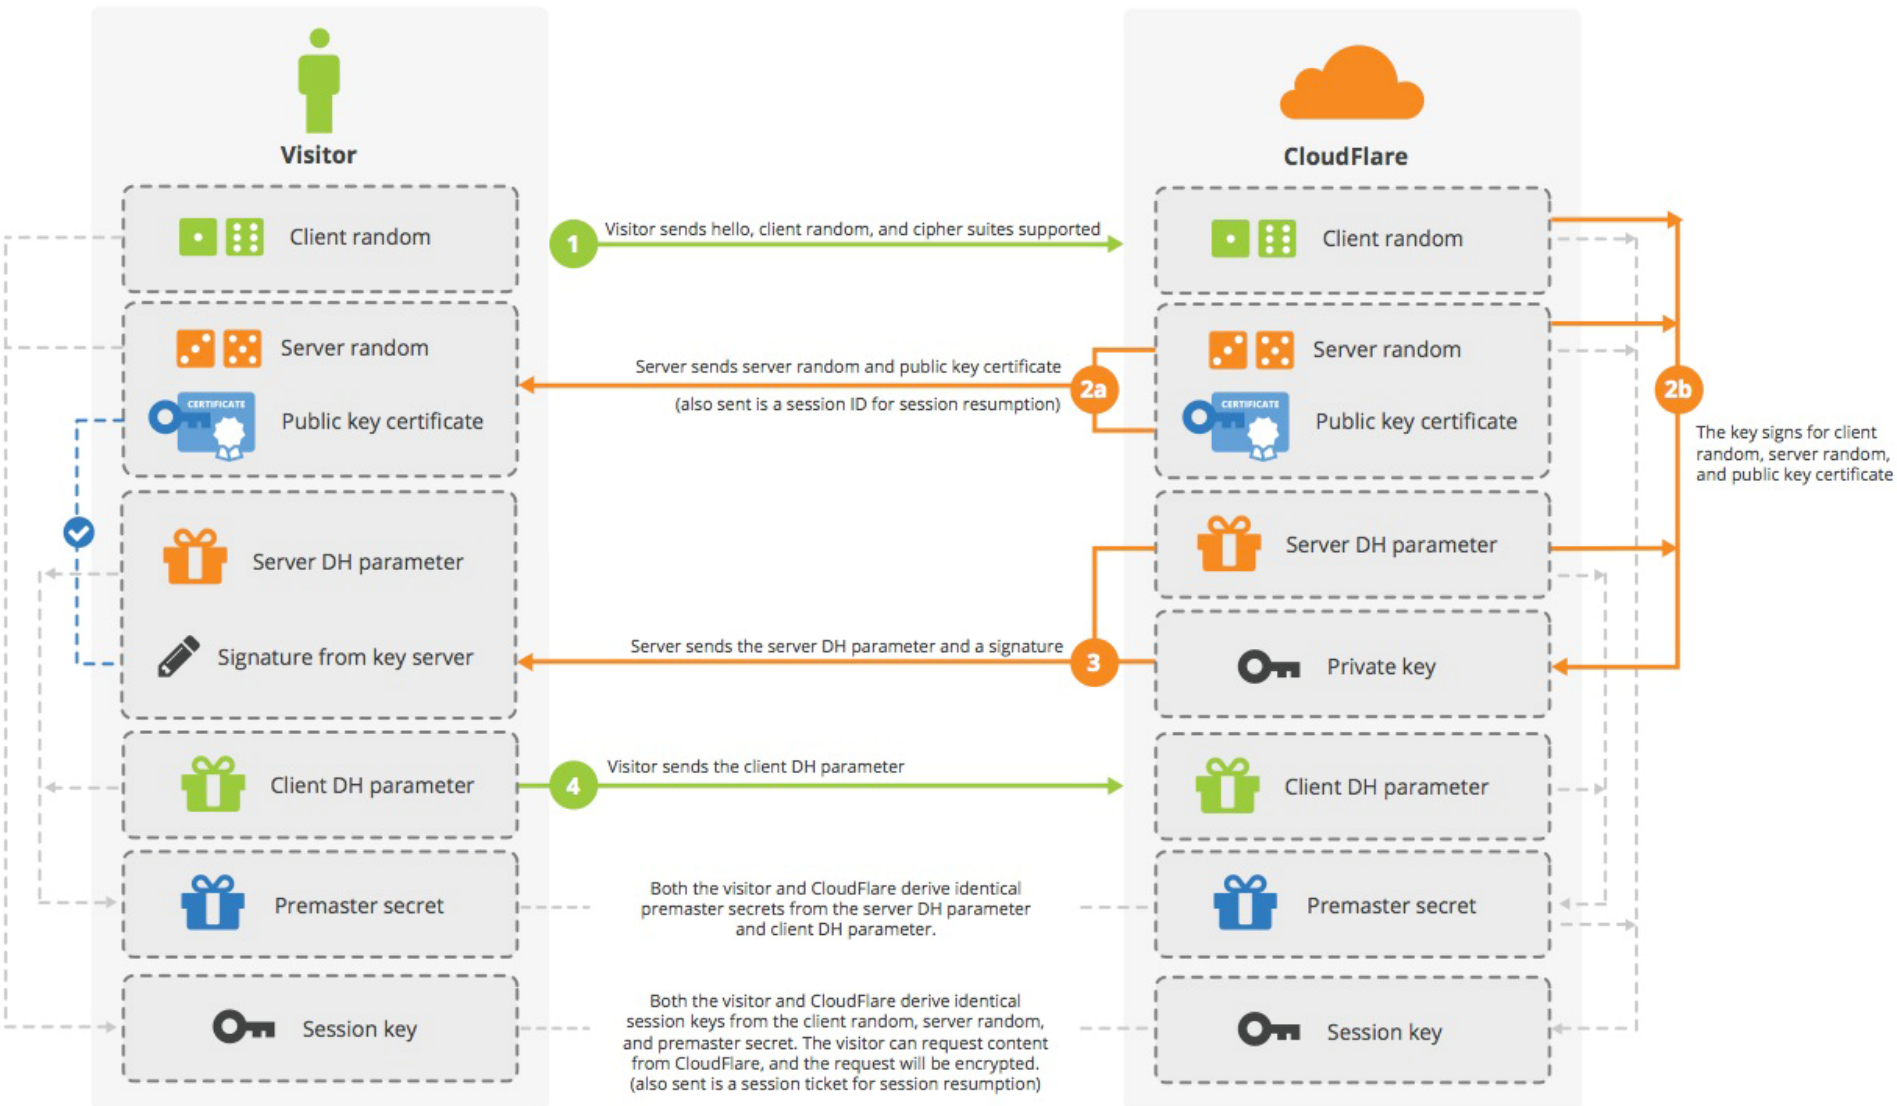 Visitor
CloudFlare
Client random
1
Visitor sends hello, client random, and cipher suites supported
Client random
Server random
CERTIFICATE
Public key certificate
Server sends server random and public key certificate
(also sent is a session ID for session resumption)
2a
Server random
CERTIFICATE
Public key certificate
2b
The key signs for client
random, server random,
and public key certificate
Server DH parameter
Signature from key server
Server sends the server DH parameter and a signature
3
Server DH parameter
Private key
Client DH parameter
4
Visitor sends the client DH parameter
Client DH parameter
Premaster secret
Both the visitor and CloudFlare derive identical
premaster secrets from the server DH parameter
and client DH parameter.
Premaster secret
Session key
Both the visitor and CloudFlare derive identical
session keys from the client random, server random,
and premaster secret. The visitor can request content
from CloudFlare, and the request will be encrypted.
(also sent is a session ticket for session resumption)
Session key